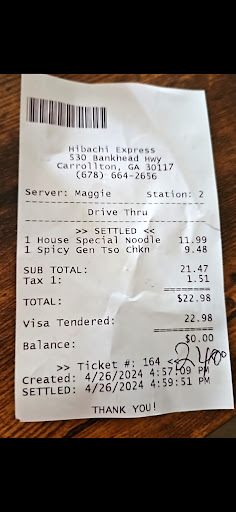 Hibachi Express
530 Bankhead Hwy
Carrollton, GA 30117
(678) 664-2656
Server: Maggie Station: 2
Drive Thru
>> SETTLED <<
1 House Special Noodle 11.99
1 Spicy Gen Tso Chkn 9.48
SUB TOTAL: 21.47
Tax 1: 1.51
TOTAL: $22.98
Visa Tendered: 22.98
Balance: $0.00
>> Ticket #: 164 <<
Created: 4/26/2024 4:57:09 PM
SETTLED: 4/26/2024 4:59:51 PM
THANK YOU!